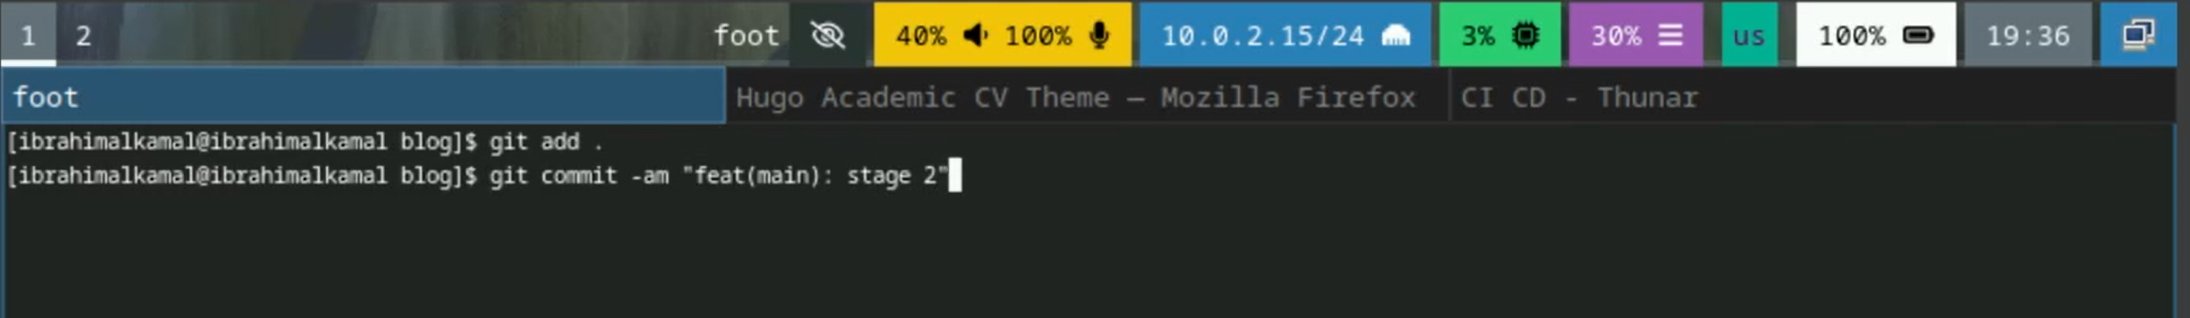 1 2 foot 40% 100% 10.0.2.15/24 3% 30% us 100% 19:36
foot Hugo Academic CV Theme — Mozilla Firefox CI CD - Thunar
[ibrahimalkamal@ibrahimalkamal blog]$ git add .
[ibrahimalkamal@ibrahimalkamal blog]$ git commit -am "feat(main): stage 2"